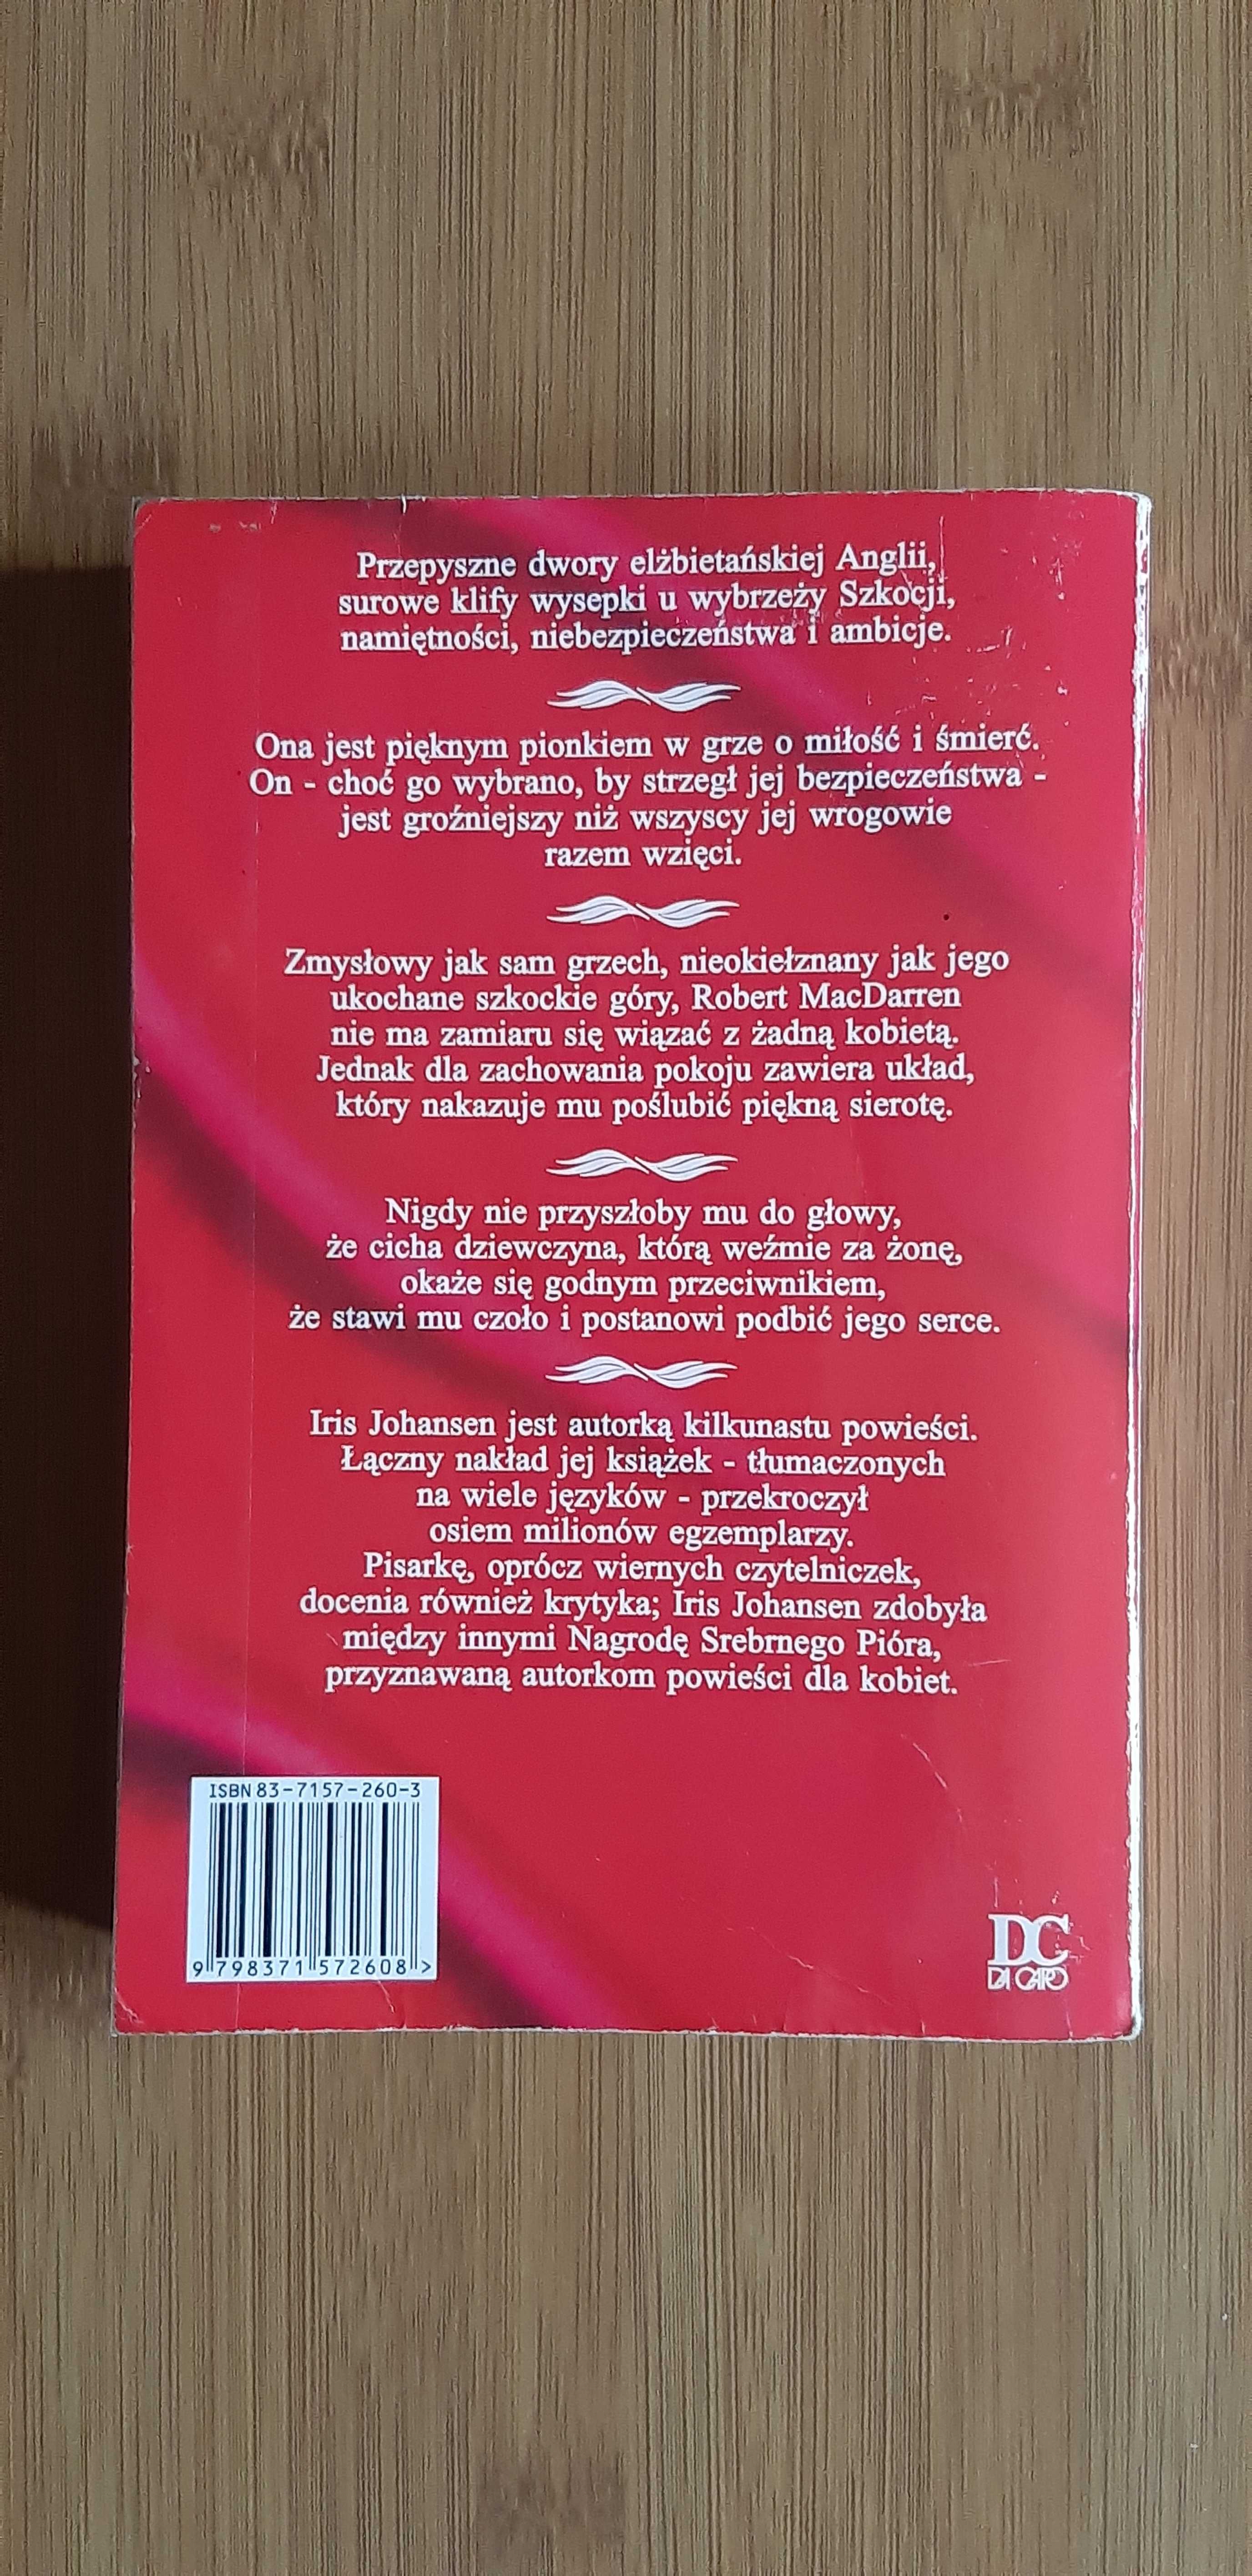 Przepyszne dwory elżbietańskiej Anglii,
surowe klify wysepki u wybrzeży Szkocji,
namiętności, niebezpieczeństwa i ambicje.
Ona jest pięknym pionkiem w grze o miłość i śmierć.
On - choć go wybrano, by strzegł jej bezpieczeństwa -
jest groźniejszy niż wszyscy jej wrogowie
razem wzięci.
Zmysłowy jak sam grzech, nieokiełznany jak jego
ukochane szkockie góry, Robert MacDarren
nie ma zamiaru się wiązać z żadną kobietą.
Jednak dla zachowania pokoju zawiera układ,
który nakazuje mu poślubić piękną sierotę.
Nigdy nie przyszłoby mu do głowy,
że cicha dziewczyna, którą weźmie za żonę,
okaże się godnym przeciwnikiem,
że stawi mu czoło i postanowi podbić jego serce.
Iris Johansen jest autorką kilkunastu powieści.
Łączny nakład jej książek - tłumaczonych
na wiele języków - przekroczył
osiem milionów egzemplarzy.
Pisarkę, oprócz wiernych czytelniczek,
docenia również krytyka; Iris Johansen zdobyła
między innymi Nagrodę Srebrnego Pióra,
przyznawaną autorkom powieści dla kobiet.
ISBN 83-7157-260-3
9 798371 572608 >
DC
DA CAPO